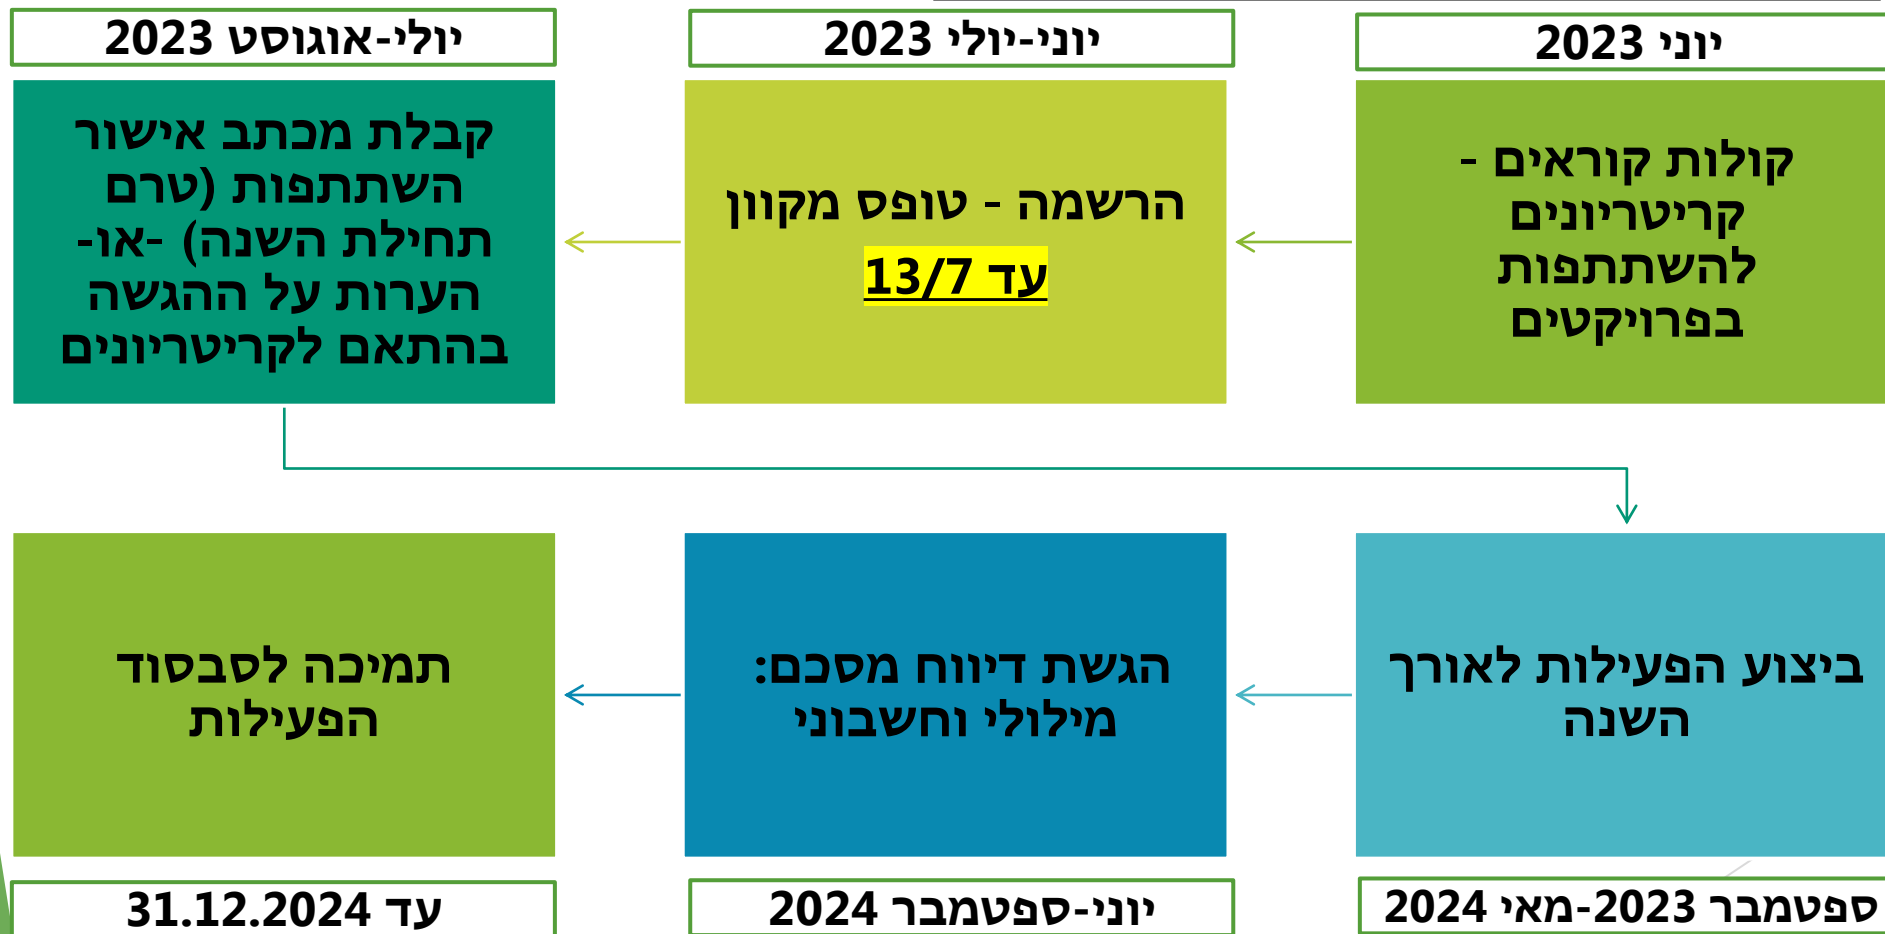 יוני 2023
קולות קוראים -
קריטריונים
להשתתפות
בפרויקטים
יוני-יולי 2023
הרשמה - טופס מקוון
עד 13/7
יולי-אוגוסט 2023
קבלת מכתב אישור
השתתפות (טרם
תחילת השנה) -או-
הערות על ההגשה
בהתאם לקריטריונים
ביצוע הפעילות לאורך
השנה
ספטמבר 2023-מאי 2024
הגשת דיווח מסכם:
מילולי וחשבוני
יוני-ספטמבר 2024
תמיכה לסבסוד
הפעילות
עד 31.12.2024